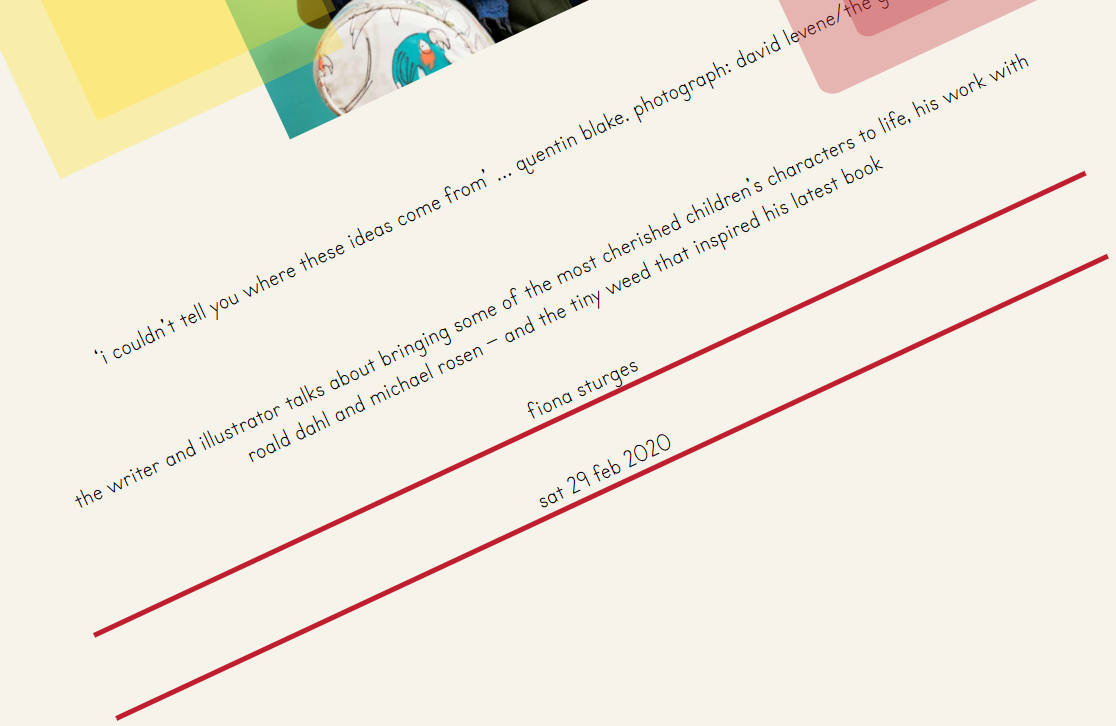 ‘i couldn’t tell you where these ideas come from’ ... quentin blake. photograph: david levene/the
the writer and illustrator talks about bringing some of the most cherished children’s characters to life, his work with
roald dahl and michael rosen – and the tiny weed that inspired his latest book
fiona sturges
sat 29 feb 2020